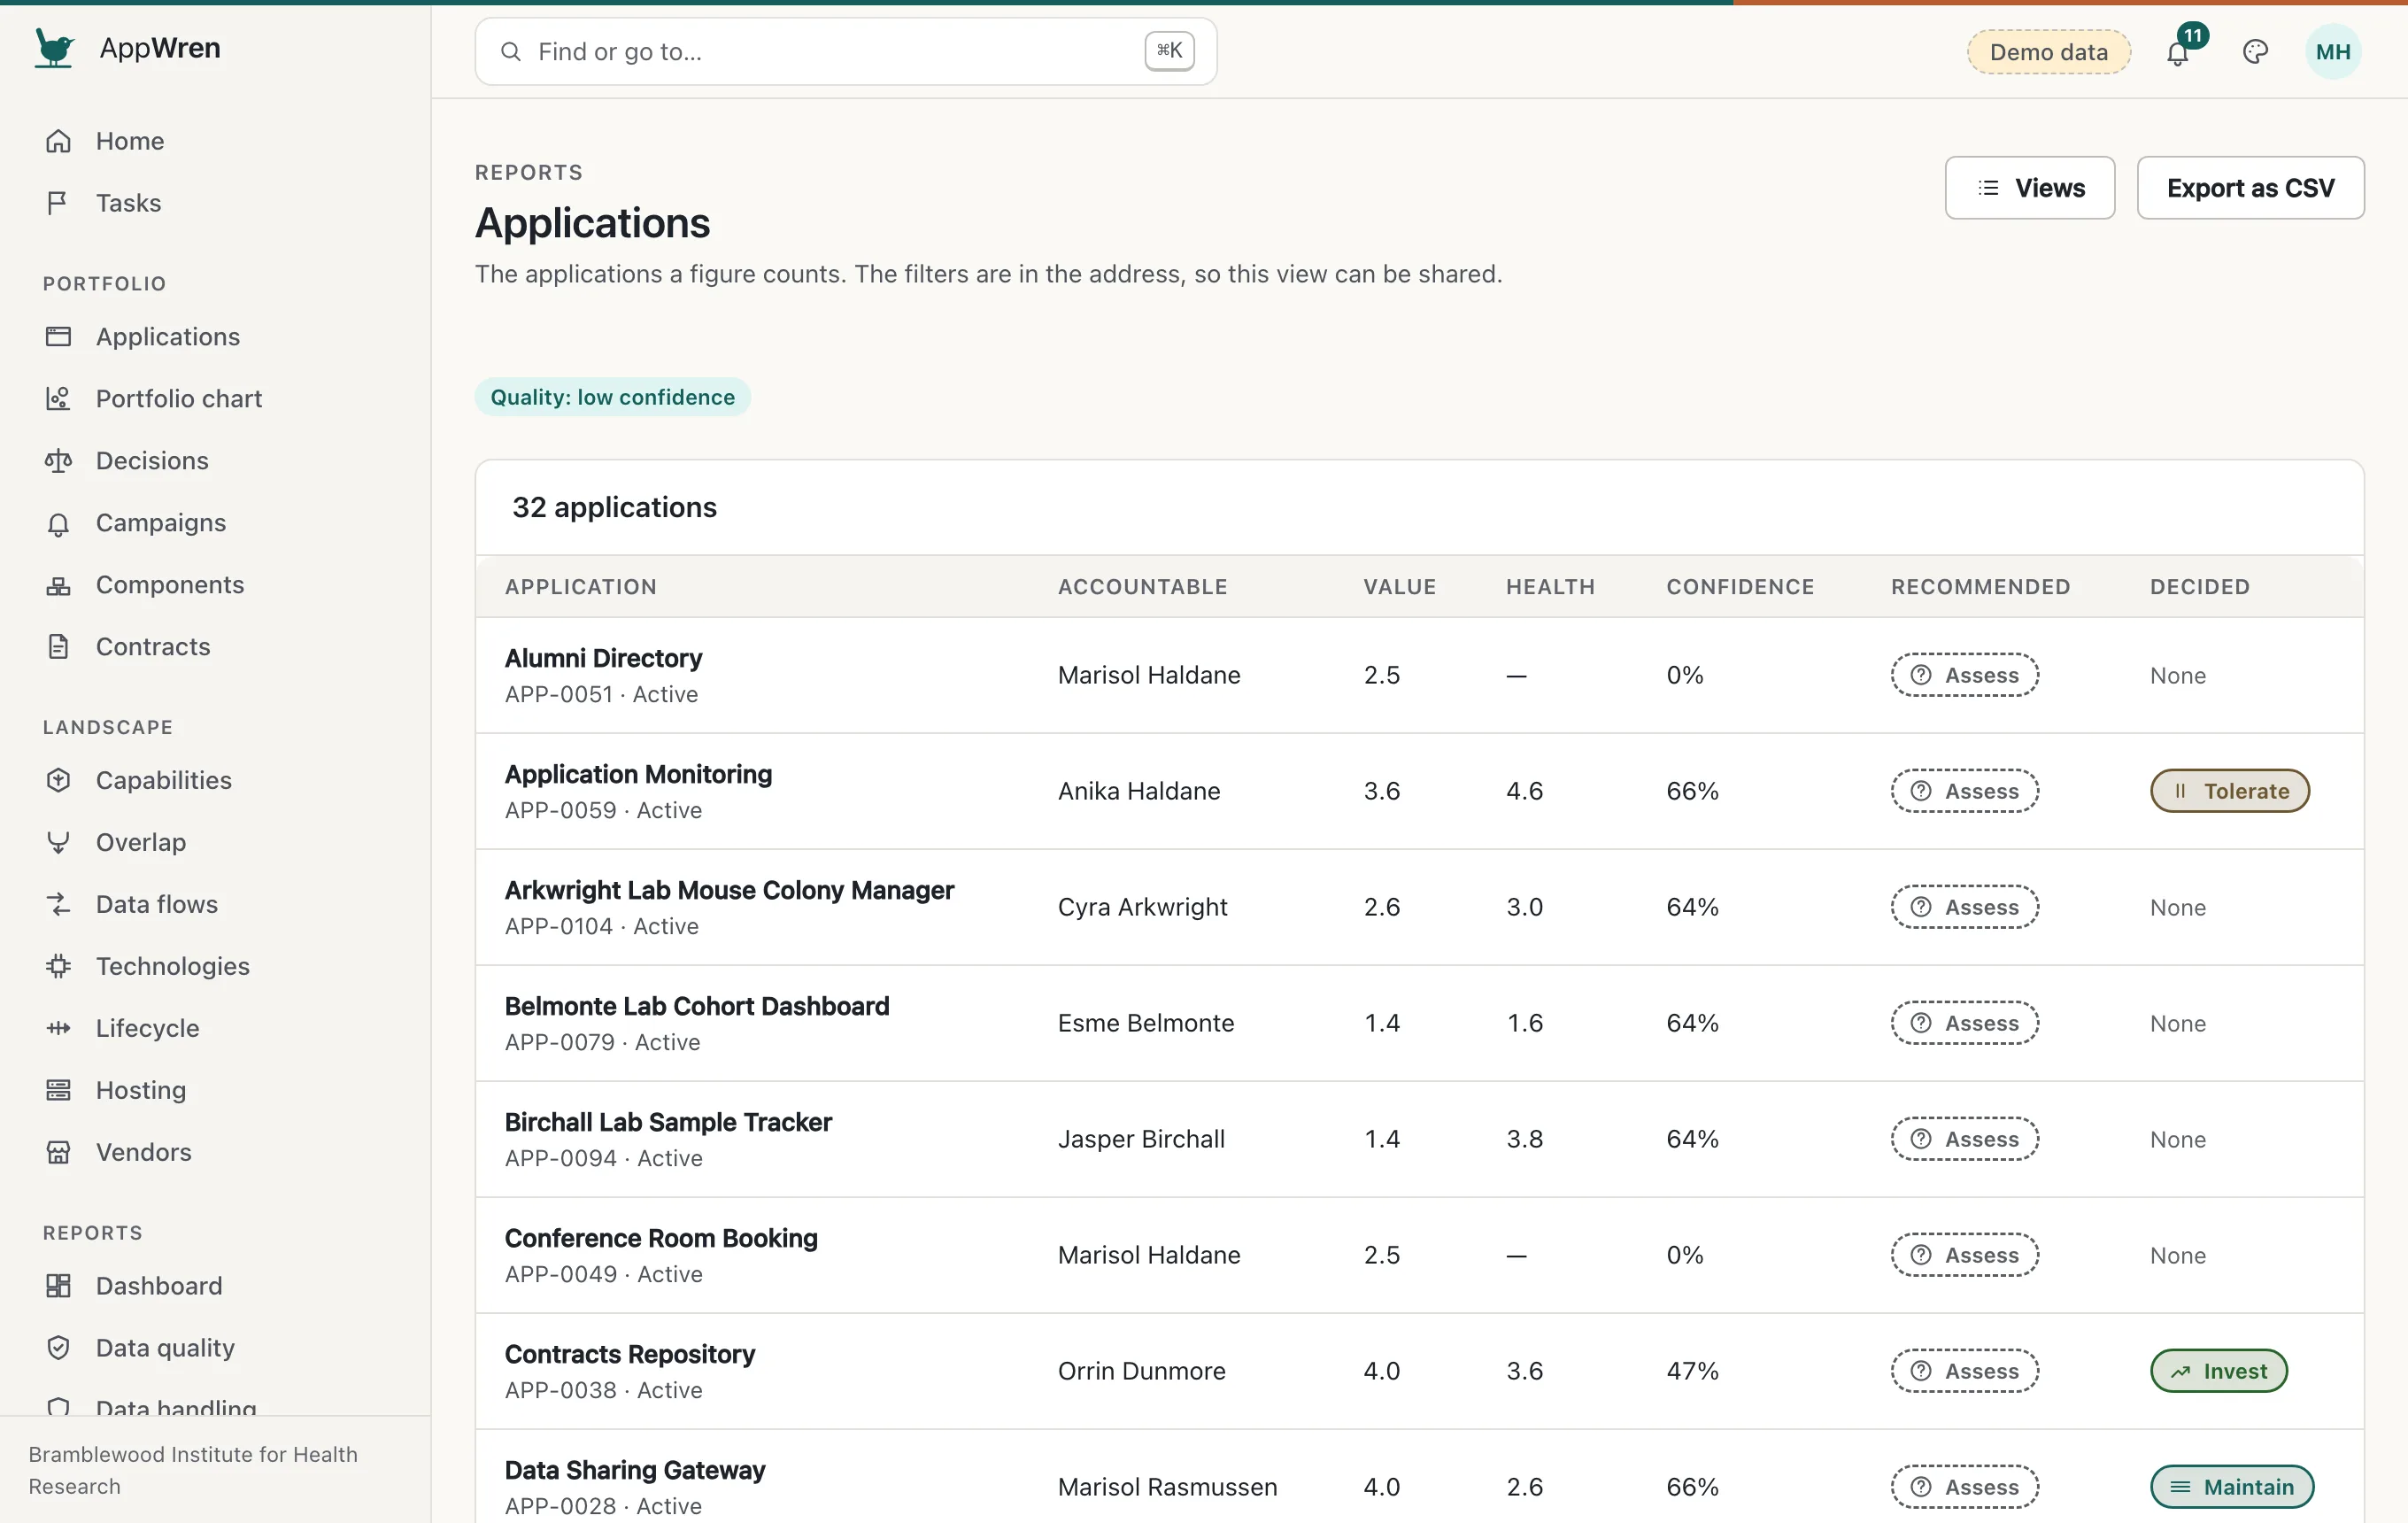 AppWren
Find or go to...
⌘K
Demo data
11
MH
Home
Tasks
PORTFOLIO
Applications
Portfolio chart
Decisions
Campaigns
Components
Contracts
LANDSCAPE
Capabilities
Overlap
Data flows
Technologies
Lifecycle
Hosting
Vendors
REPORTS
Dashboard
Data quality
Data handling
Bramblewood Institute for Health
Research
REPORTS
Applications
The applications a figure counts. The filters are in the address, so this view can be shared.
Views
Export as CSV
Quality: low confidence
32 applications
APPLICATION ACCOUNTABLE VALUE HEALTH CONFIDENCE RECOMMENDED DECIDED
Alumni Directory
APP-0051 · Active
Marisol Haldane 2.5 — 0% Assess None
Application Monitoring
APP-0059 · Active
Anika Haldane 3.6 4.6 66% Assess Tolerate
Arkwright Lab Mouse Colony Manager
APP-0104 · Active
Cyra Arkwright 2.6 3.0 64% Assess None
Belmonte Lab Cohort Dashboard
APP-0079 · Active
Esme Belmonte 1.4 1.6 64% Assess None
Birchall Lab Sample Tracker
APP-0094 · Active
Jasper Birchall 1.4 3.8 64% Assess None
Conference Room Booking
APP-0049 · Active
Marisol Haldane 2.5 — 0% Assess None
Contracts Repository
APP-0038 · Active
Orrin Dunmore 4.0 3.6 47% Assess Invest
Data Sharing Gateway
APP-0028 · Active
Marisol Rasmussen 4.0 2.6 66% Assess Maintain